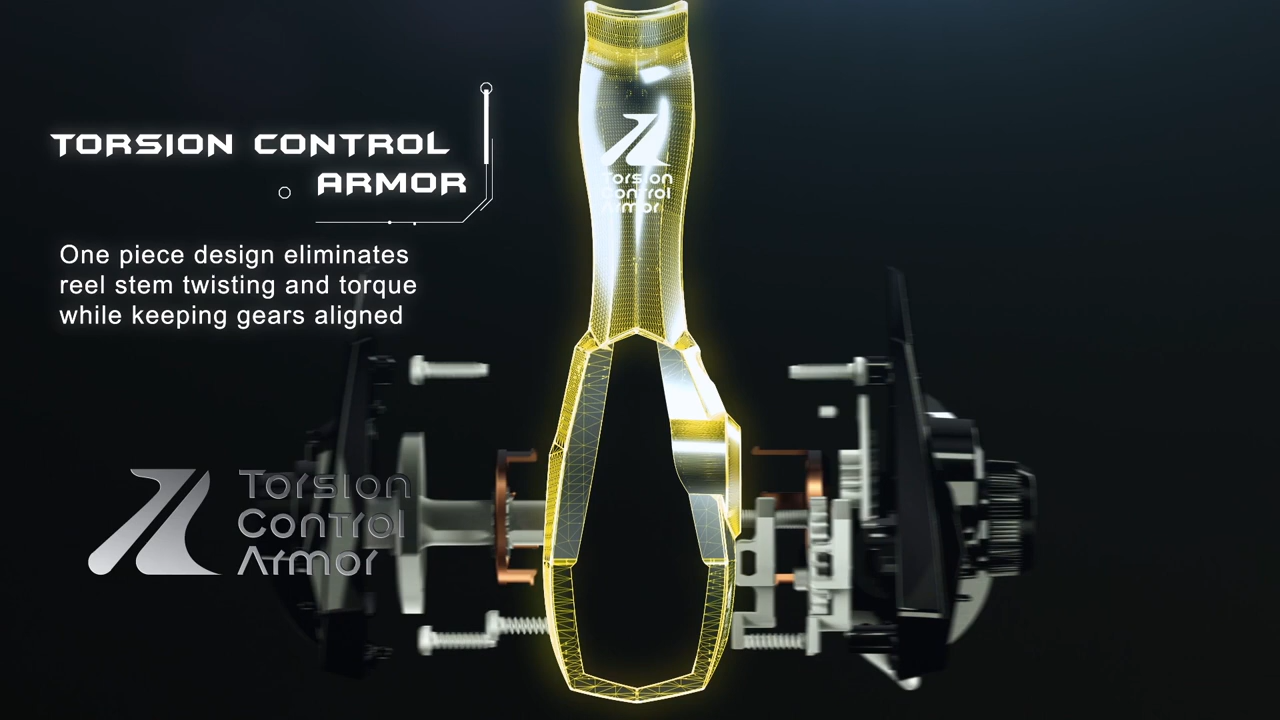 TORSION CONTROL
ARMOR
One piece design eliminates
reel stem twisting and torque
while keeping gears aligned
Torsion
Control
Armor
Torsion
Control
Armor